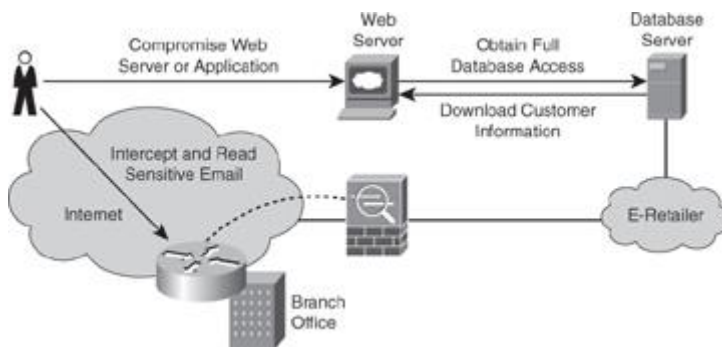 Compromise Web
Server or Application
Web
Server
Obtain Full
Database Access
Database
Server
Download Customer
Information
Intercept and Read
Sensitive Email
Internet
E-Retailer
Branch
Office